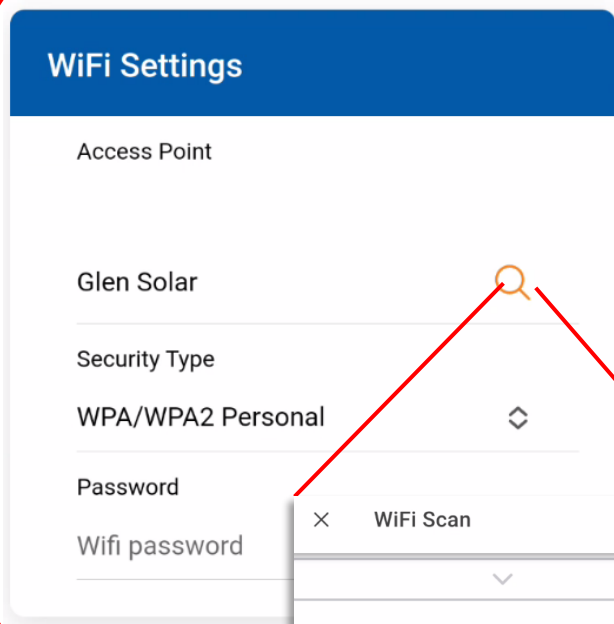 WiFi Settings
Access Point
Glen Solar
Security Type
WPA/WPA2 Personal
Password
Wifi password
WiFi Scan